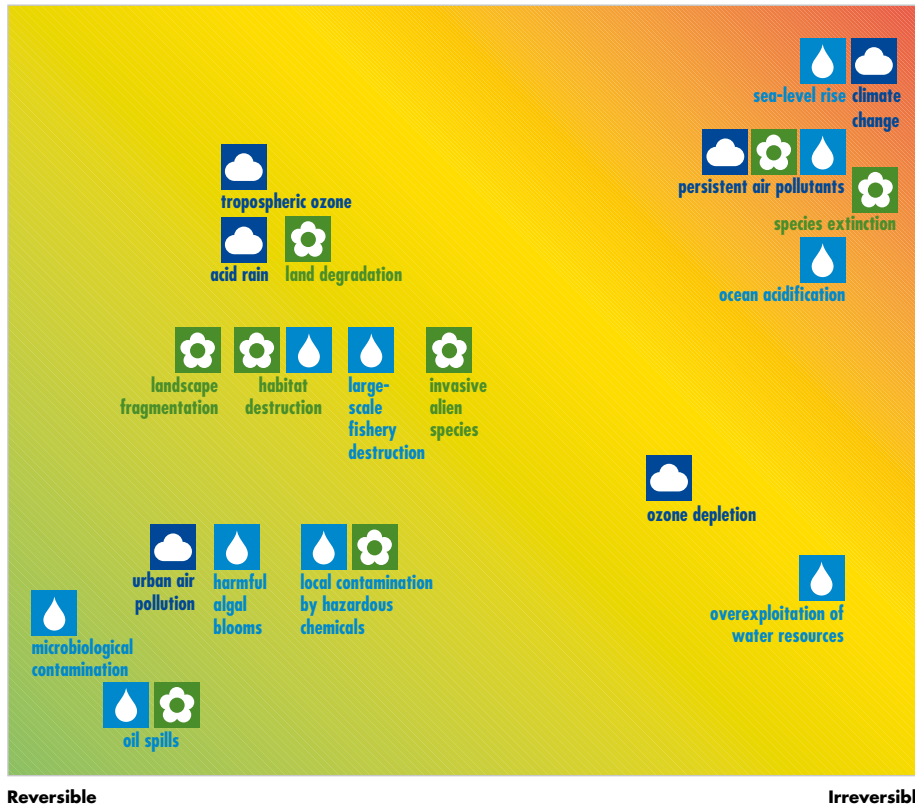 sea-level rise
climate
change
persistent air pollutants
tropospheric ozone
species extinction
acid rain
land degradation
ocean acidification
landscape
fragmentation
habitat
destruction
large-
scale
fishery
destruction
invasive
alien
species
ozone depletion
urban air
pollution
harmful
algal
blooms
local contamination
by hazardous
chemicals
overexploitation of
water resources
microbiological
contamination
oil spills
Reversible
Irreversibl